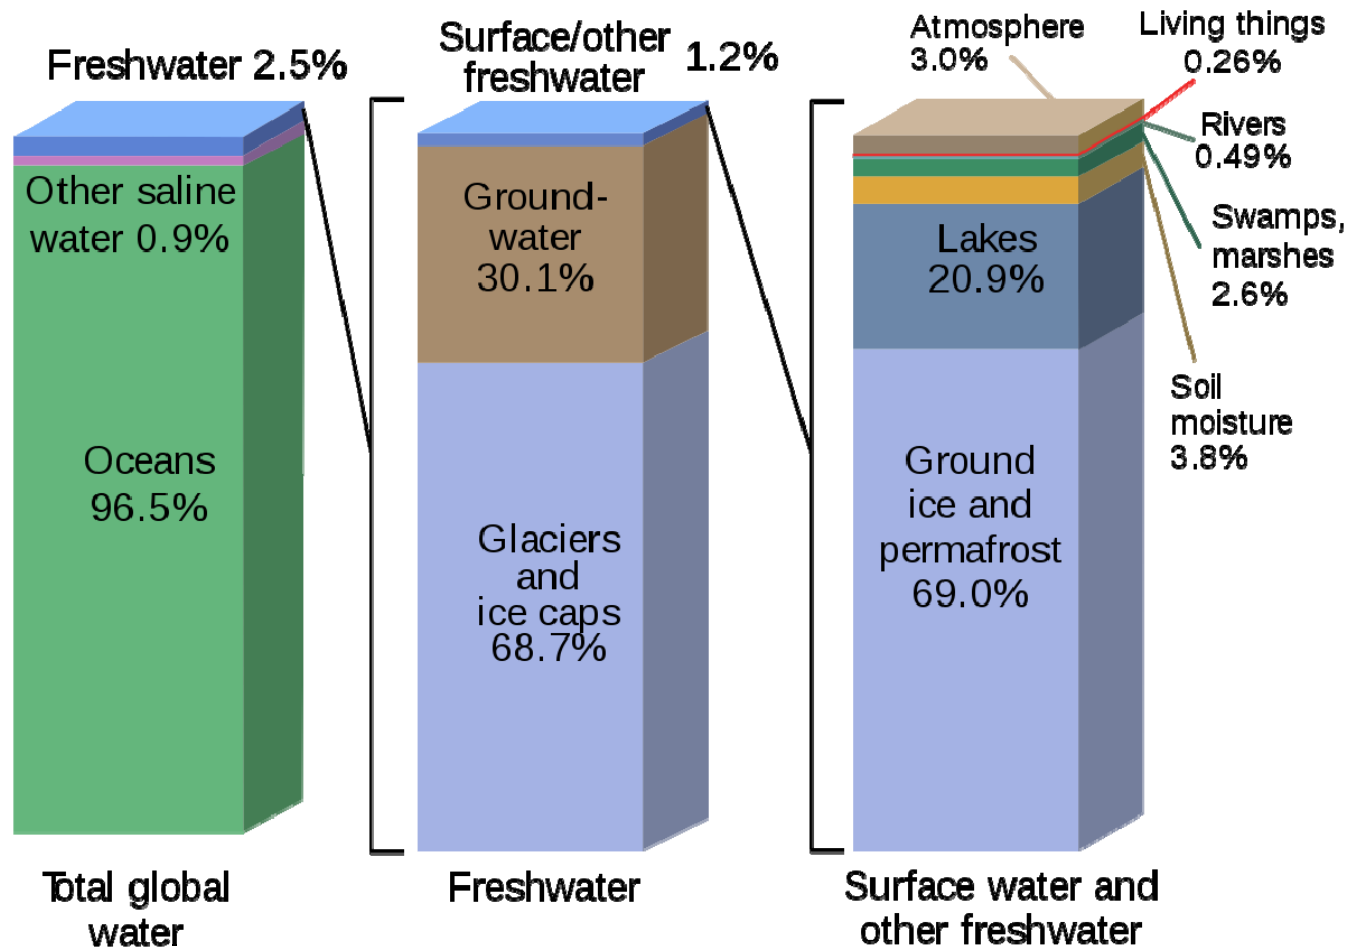 Freshwater 2.5%
Other saline
water 0.9%
Oceans
96.5%
Total global
water
Surface/other
freshwater
1.2%
Ground-
water
30.1%
Glaciers
and
ice caps
68.7%
Freshwater
Atmosphere
3.0%
Living things
0.26%
Rivers
0.49%
Swamps,
marshes
2.6%
Soil
moisture
3.8%
Lakes
20.9%
Ground
ice and
permafrost
69.0%
Surface water and
other freshwater